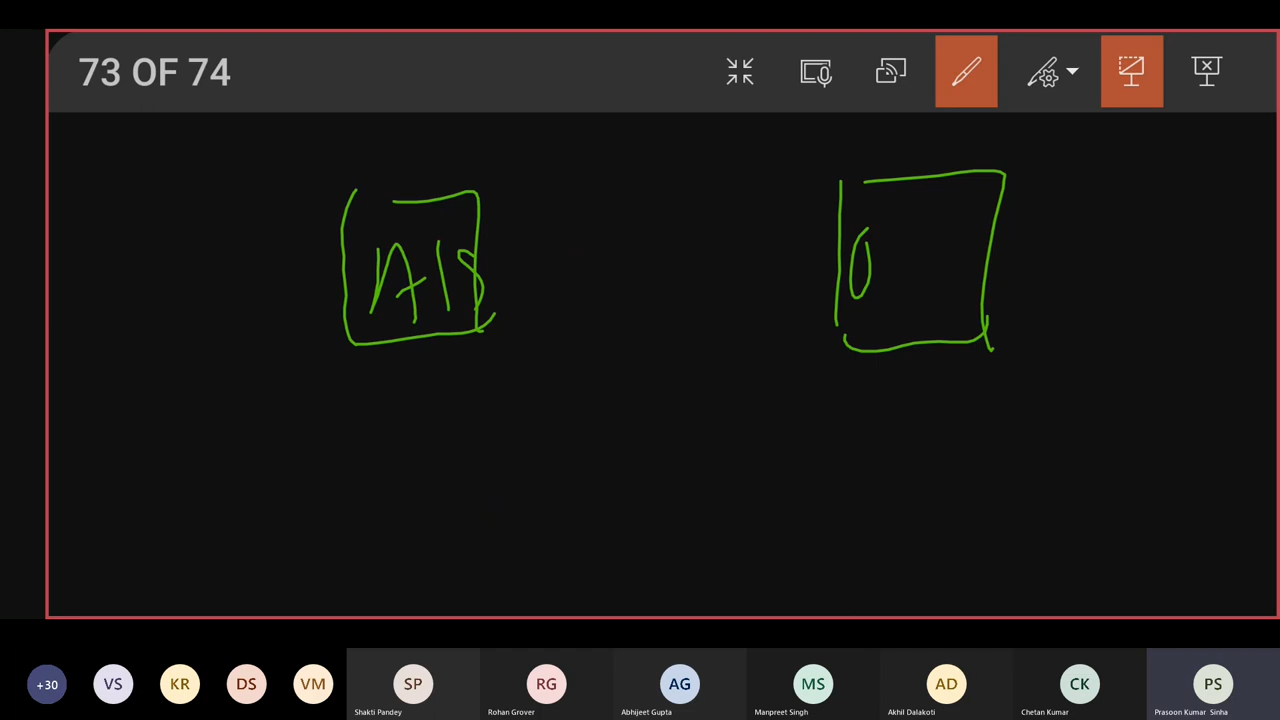 73 OF 74
+30
VS
KR
DS
VM
SP
Shakti Pandey
RG
Rohan Grover
AG
Abhijeet Gupta
MS
Manpreet Singh
AD
Akhil Dalakoti
CK
Chetan Kumar
PS
Prasoon Kumar Sinha